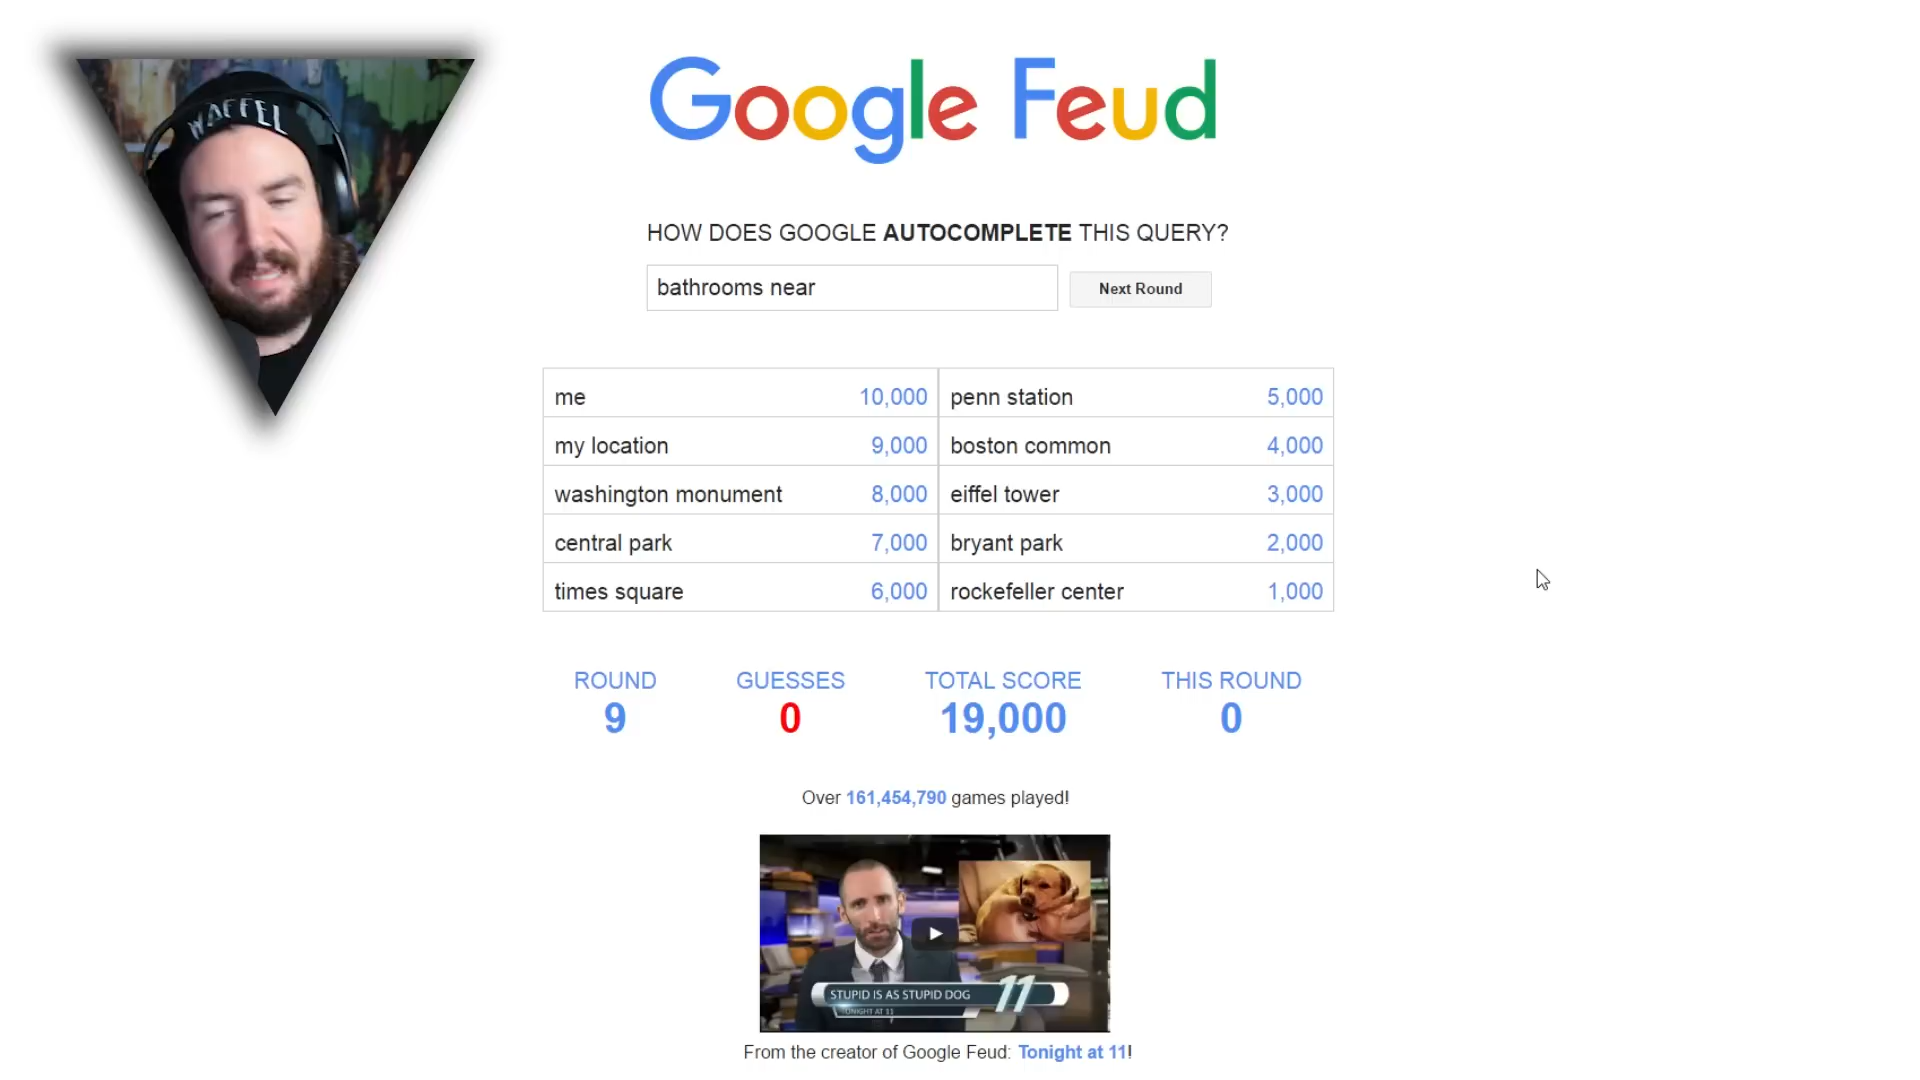 WAFFEL
Google Feud
HOW DOES GOOGLE AUTOCOMPLETE THIS QUERY?
bathrooms near
Next Round
me 10,000 penn station 5,000
my location 9,000 boston common 4,000
washington monument 8,000 eiffel tower 3,000
central park 7,000 bryant park 2,000
times square 6,000 rockefeller center 1,000
ROUND GUESSES TOTAL SCORE THIS ROUND
9 0 19,000 0
Over 161,454,790 games played!
STUPID IS AS STUPID DOG 11
TONIGHT AT 11
From the creator of Google Feud: Tonight at 11!